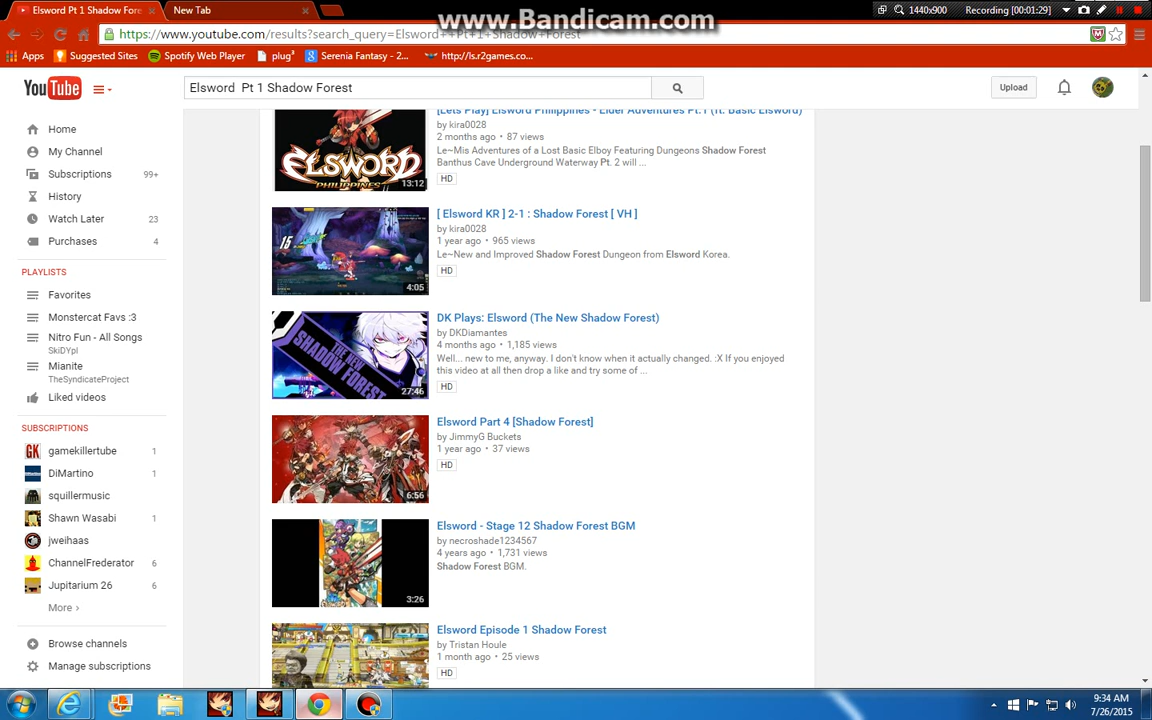 Elsword Pt 1 Shadow Fore
New Tab
www.Bandicam.com
1440x900
Recording [00:01:29]
https://www.youtube.com/results?search_query=Elsword++Pt+1+Shadow+Forest
Apps
Suggested Sites
Spotify Web Player
plug³
Serenia Fantasy - 2...
http://ls.r2games.co...
YouTube
Elsword  Pt 1 Shadow Forest
Upload
Home
My Channel
Subscriptions 99+
History
Watch Later 23
Purchases 4
PLAYLISTS
Favorites
Monstercat Favs :3
Nitro Fun - All Songs
SkiDYpl
Mianite
TheSyndicateProject
Liked videos
SUBSCRIPTIONS
gamekillertube 1
DiMartino 1
squillermusic
Shawn Wasabi 1
jweihaas
ChannelFrederator 6
Jupitarium 26 6
More ›
Browse channels
Manage subscriptions
ELSWORD
PHILIPPINES
13:12
[Lets Play] Elsword Philippines - Elder Adventures Pt.1 (ft. Basic Elsword)
by kira0028
2 months ago • 87 views
Le~Mis Adventures of a Lost Basic Elboy Featuring Dungeons Shadow Forest
Banthus Cave Underground Waterway Pt. 2 will ...
HD
15
4:05
[ Elsword KR ] 2-1 : Shadow Forest [ VH ]
by kira0028
1 year ago • 965 views
Le~New and Improved Shadow Forest Dungeon from Elsword Korea.
HD
THE NEW
SHADOW FOREST
27:46
DK Plays: Elsword (The New Shadow Forest)
by DKDiamantes
4 months ago • 1,185 views
Well... new to me, anyway. I don't know when it actually changed. :X If you enjoyed
this video at all then drop a like and try some of ...
HD
6:56
Elsword Part 4 [Shadow Forest]
by JimmyG Buckets
1 year ago • 37 views
HD
3:26
Elsword - Stage 12 Shadow Forest BGM
by necroshade1234567
4 years ago • 1,731 views
Shadow Forest BGM.
Elsword Episode 1 Shadow Forest
by Tristan Houle
1 month ago • 25 views
HD
9:34 AM
7/26/2015